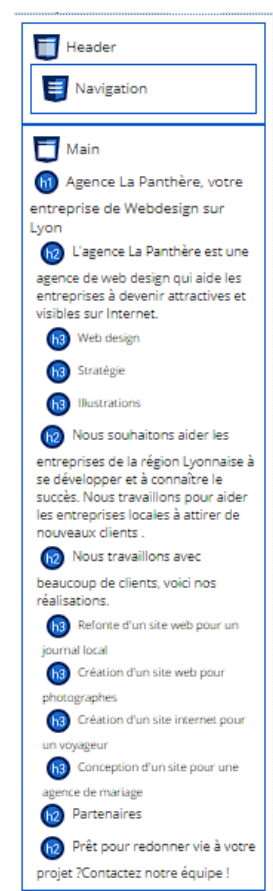 Header
Navigation
Main
h1 Agence La Panthère, votre
entreprise de Webdesign sur
Lyon
h2 L'agence La Panthère est une
agence de web design qui aide les
entreprises à devenir attractives et
visibles sur Internet.
h3 Web design
h3 Stratégie
h3 Illustrations
h2 Nous souhaitons aider les
entreprises de la région Lyonnaise à
se développer et à connaître le
succès. Nous travaillons pour aider
les entreprises locales à attirer de
nouveaux clients .
h2 Nous travaillons avec
beaucoup de clients, voici nos
réalisations.
h3 Refonte d'un site web pour un
journal local
h3 Création d'un site web pour
photographes
h3 Création d'un site internet pour
un voyageur
h3 Conception d'un site pour une
agence de mariage
h2 Partenaires
h2 Prêt pour redonner vie à votre
projet ?Contactez notre équipe !